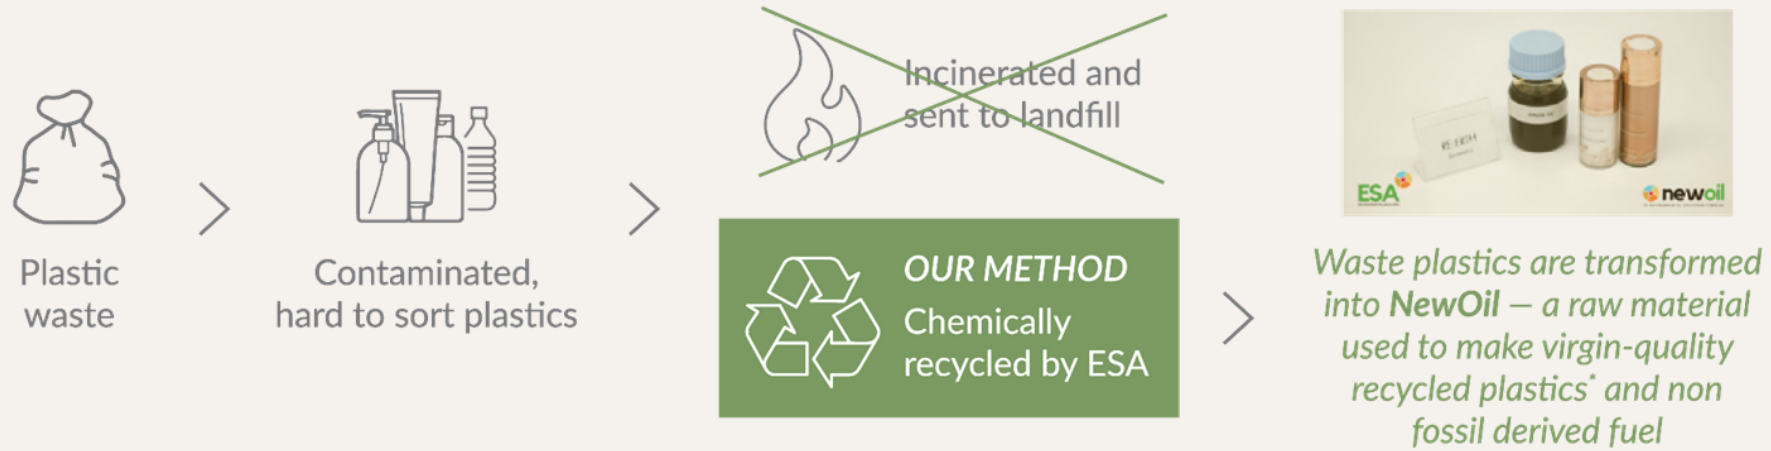 Plastic
waste
Contaminated,
hard to sort plastics
Incinerated and
sent to landfill
OUR METHOD
Chemically
recycled by ESA
RE:ERTH
ESA
newoil
Waste plastics are transformed
into NewOil — a raw material
used to make virgin-quality
recycled plastics* and non
fossil derived fuel